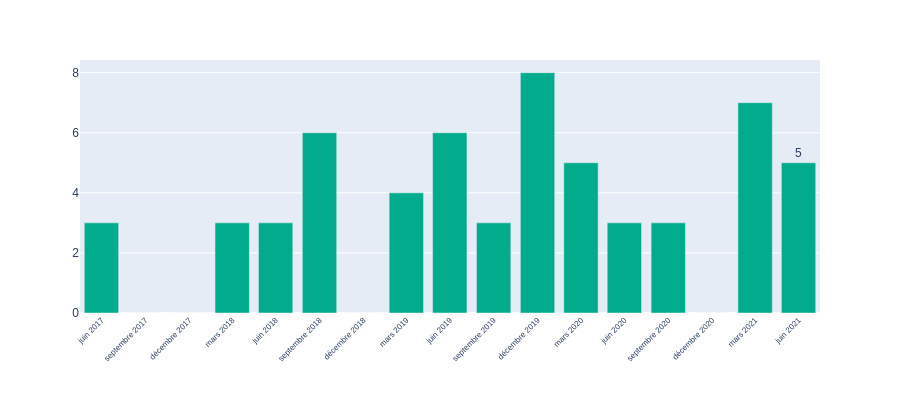 8
6
4
2
0
5
juin 2017
septembre 2017
décembre 2017
mars 2018
juin 2018
septembre 2018
décembre 2018
mars 2019
juin 2019
septembre 2019
décembre 2019
mars 2020
juin 2020
septembre 2020
décembre 2020
mars 2021
juin 2021